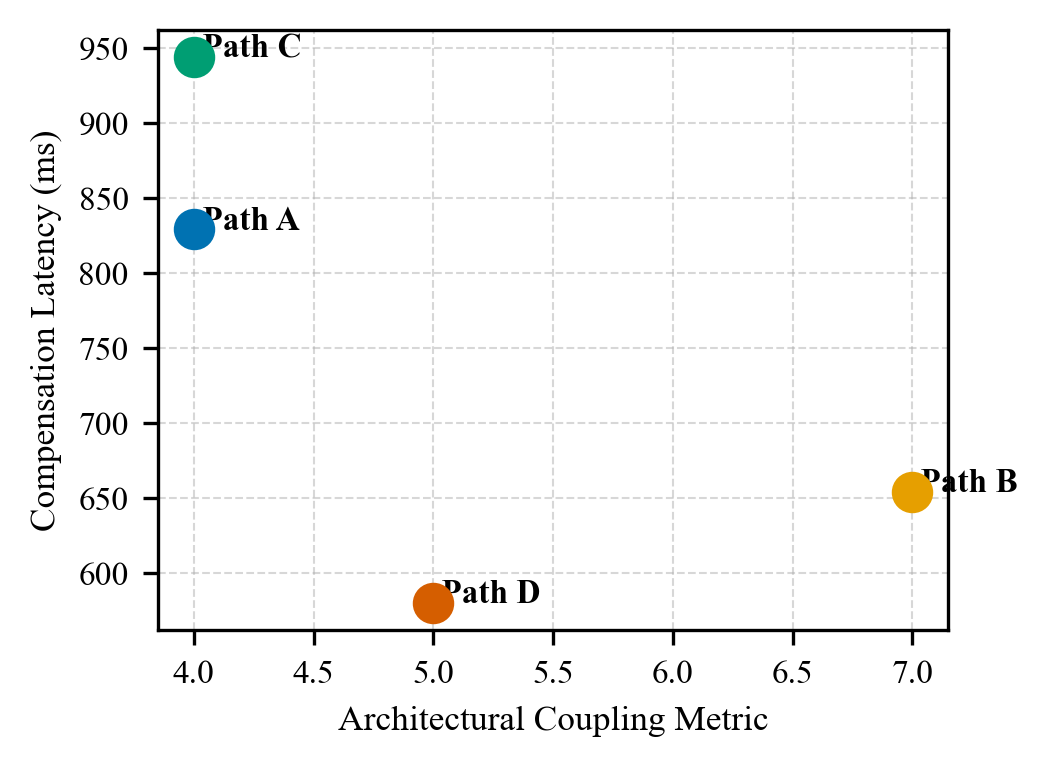 950
Path C
900
850
Path A
800
750
700
650
Path B
600
Path D
4.0 4.5 5.0 5.5 6.0 6.5 7.0
Architectural Coupling Metric
Compensation Latency (ms)